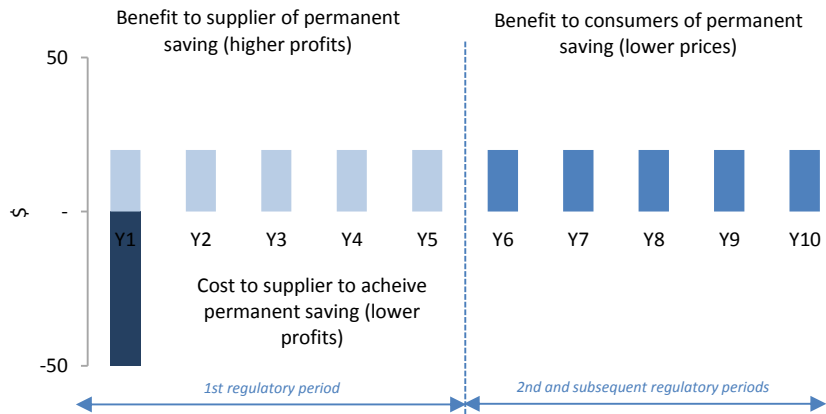 Benefit to supplier of permanent
saving (higher profits)
Benefit to consumers of permanent
saving (lower prices)
50
$
-
Y1 Y2 Y3 Y4 Y5 Y6 Y7 Y8 Y9 Y10
Cost to supplier to acheive
permanent saving (lower
profits)
-50
1st regulatory period
2nd and subsequent regulatory periods